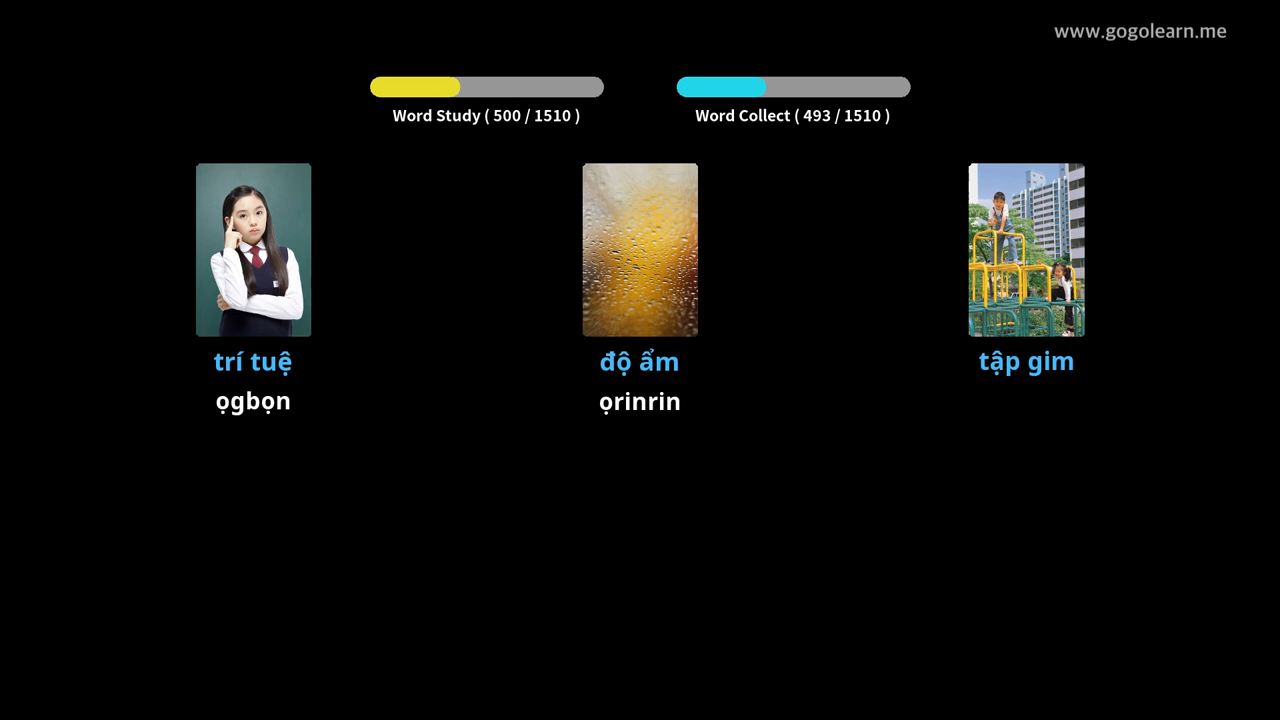 www.gogolearn.me
Word Study ( 500 / 1510 )
Word Collect ( 493 / 1510 )
trí tuệ
ọgbọn
độ ẩm
ọrinrin
tập gim